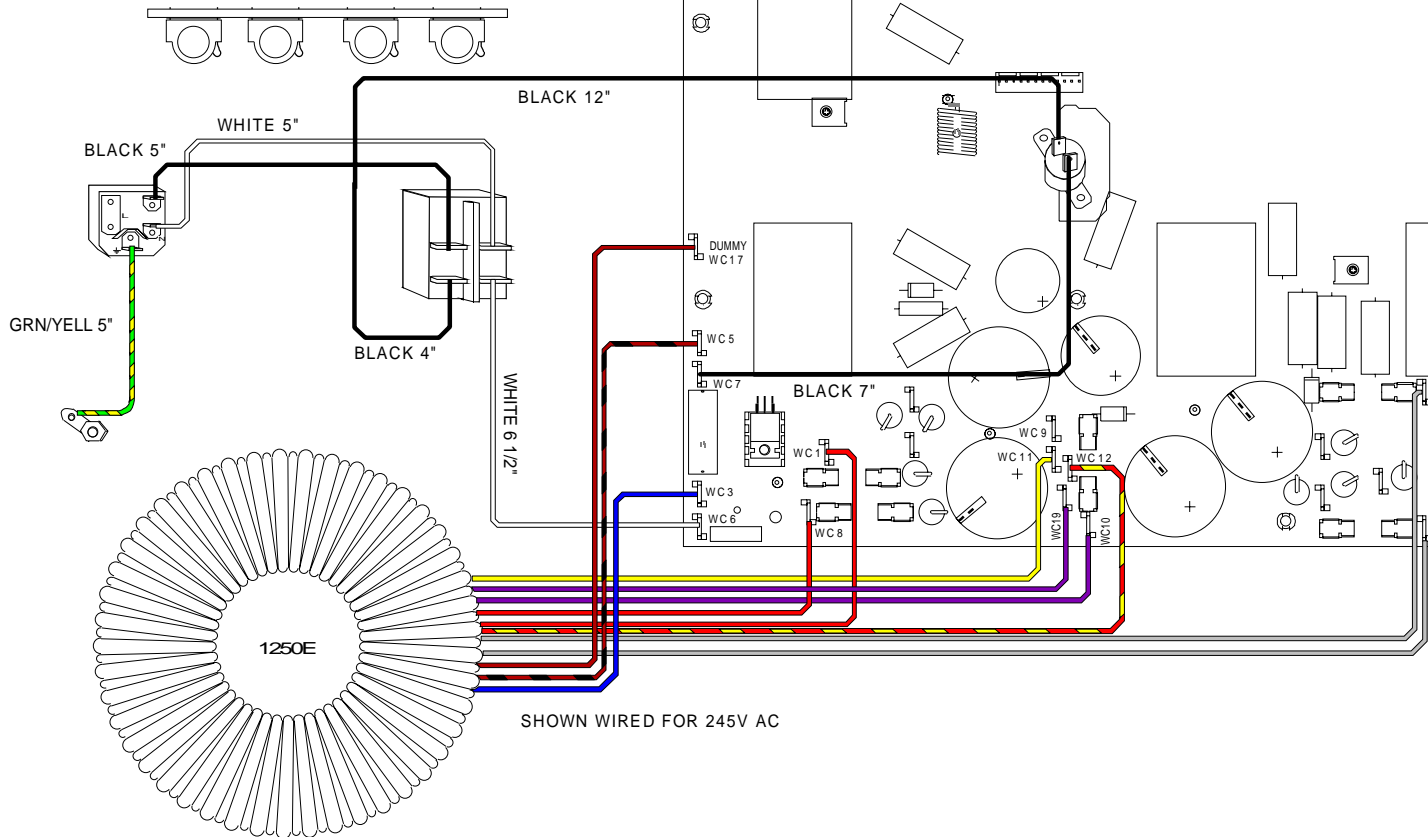 BLACK 12"
WHITE 5"
BLACK 5"
DUMMY
WC17
GRN/YELL 5"
WC5
BLACK 4"
WC7
BLACK 7"
WHITE 6 1/2"
WC9
WC1
WC11
WC12
WC3
WC6
WC8
WC19
WC10
1250E
SHOWN WIRED FOR 245V AC